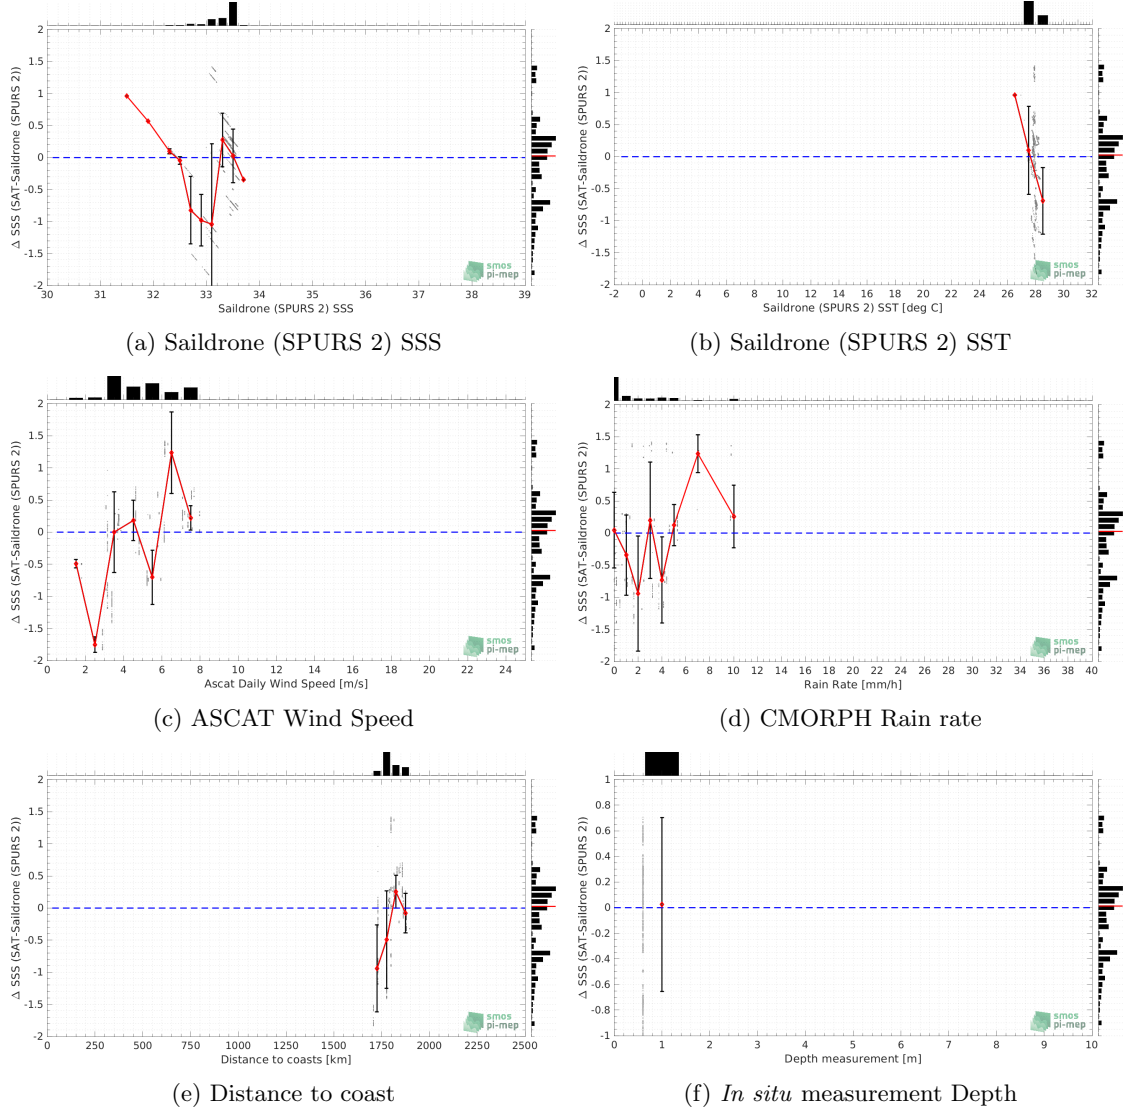 2
1.5
1
0.5
0
-0.5
-1
-1.5
-2
Δ SSS (SAT-Saildrone (SPURS 2))
30 31 32 33 34 35 36 37 38 39
Saildrone (SPURS 2) SSS
smos
pi-mep
(a) Saildrone (SPURS 2) SSS
2
1.5
1
0.5
0
-0.5
-1
-1.5
-2
Δ SSS (SAT-Saildrone (SPURS 2))
-2 0 2 4 6 8 10 12 14 16 18 20 22 24 26 28 30 32
Saildrone (SPURS 2) SST [deg C]
smos
pi-mep
(b) Saildrone (SPURS 2) SST
2
1.5
1
0.5
0
-0.5
-1
-1.5
-2
Δ SSS (SAT-Saildrone (SPURS 2))
0 2 4 6 8 10 12 14 16 18 20 22 24
Ascat Daily Wind Speed [m/s]
smos
pi-mep
(c) ASCAT Wind Speed
2
1.5
1
0.5
0
-0.5
-1
-1.5
-2
Δ SSS (SAT-Saildrone (SPURS 2))
0 2 4 6 8 10 12 14 16 18 20 22 24 26 28 30 32 34 36 38 40
Rain Rate [mm/h]
smos
pi-mep
(d) CMORPH Rain rate
2
1.5
1
0.5
0
-0.5
-1
-1.5
-2
Δ SSS (SAT-Saildrone (SPURS 2))
0 250 500 750 1000 1250 1500 1750 2000 2250 2500
Distance to coasts [km]
smos
pi-mep
(e) Distance to coast
1
0.8
0.6
0.4
0.2
0
-0.2
-0.4
-0.6
-0.8
-1
Δ SSS (SAT-Saildrone (SPURS 2))
0 1 2 3 4 5 6 7 8 9 10
Depth measurement [m]
smos
pi-mep
(f) In situ measurement Depth